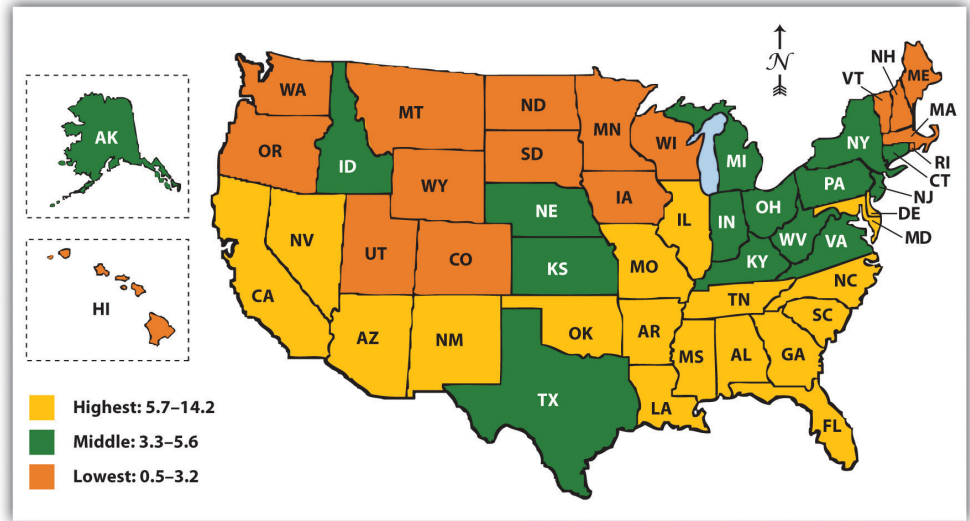 N
NH
VT
ME
WA
MT
ND
MN
MA
AK
OR
ID
SD
WI
MI
NY
RI
CT
WY
PA
NJ
IA
NE
OH
DE
IL
IN
MD
NV
WV
VA
UT
CO
KS
MO
KY
HI
CA
NC
TN
AZ
NM
OK
AR
SC
MS
AL
GA
TX
LA
FL
Highest: 5.7–14.2
Middle: 3.3–5.6
Lowest: 0.5–3.2